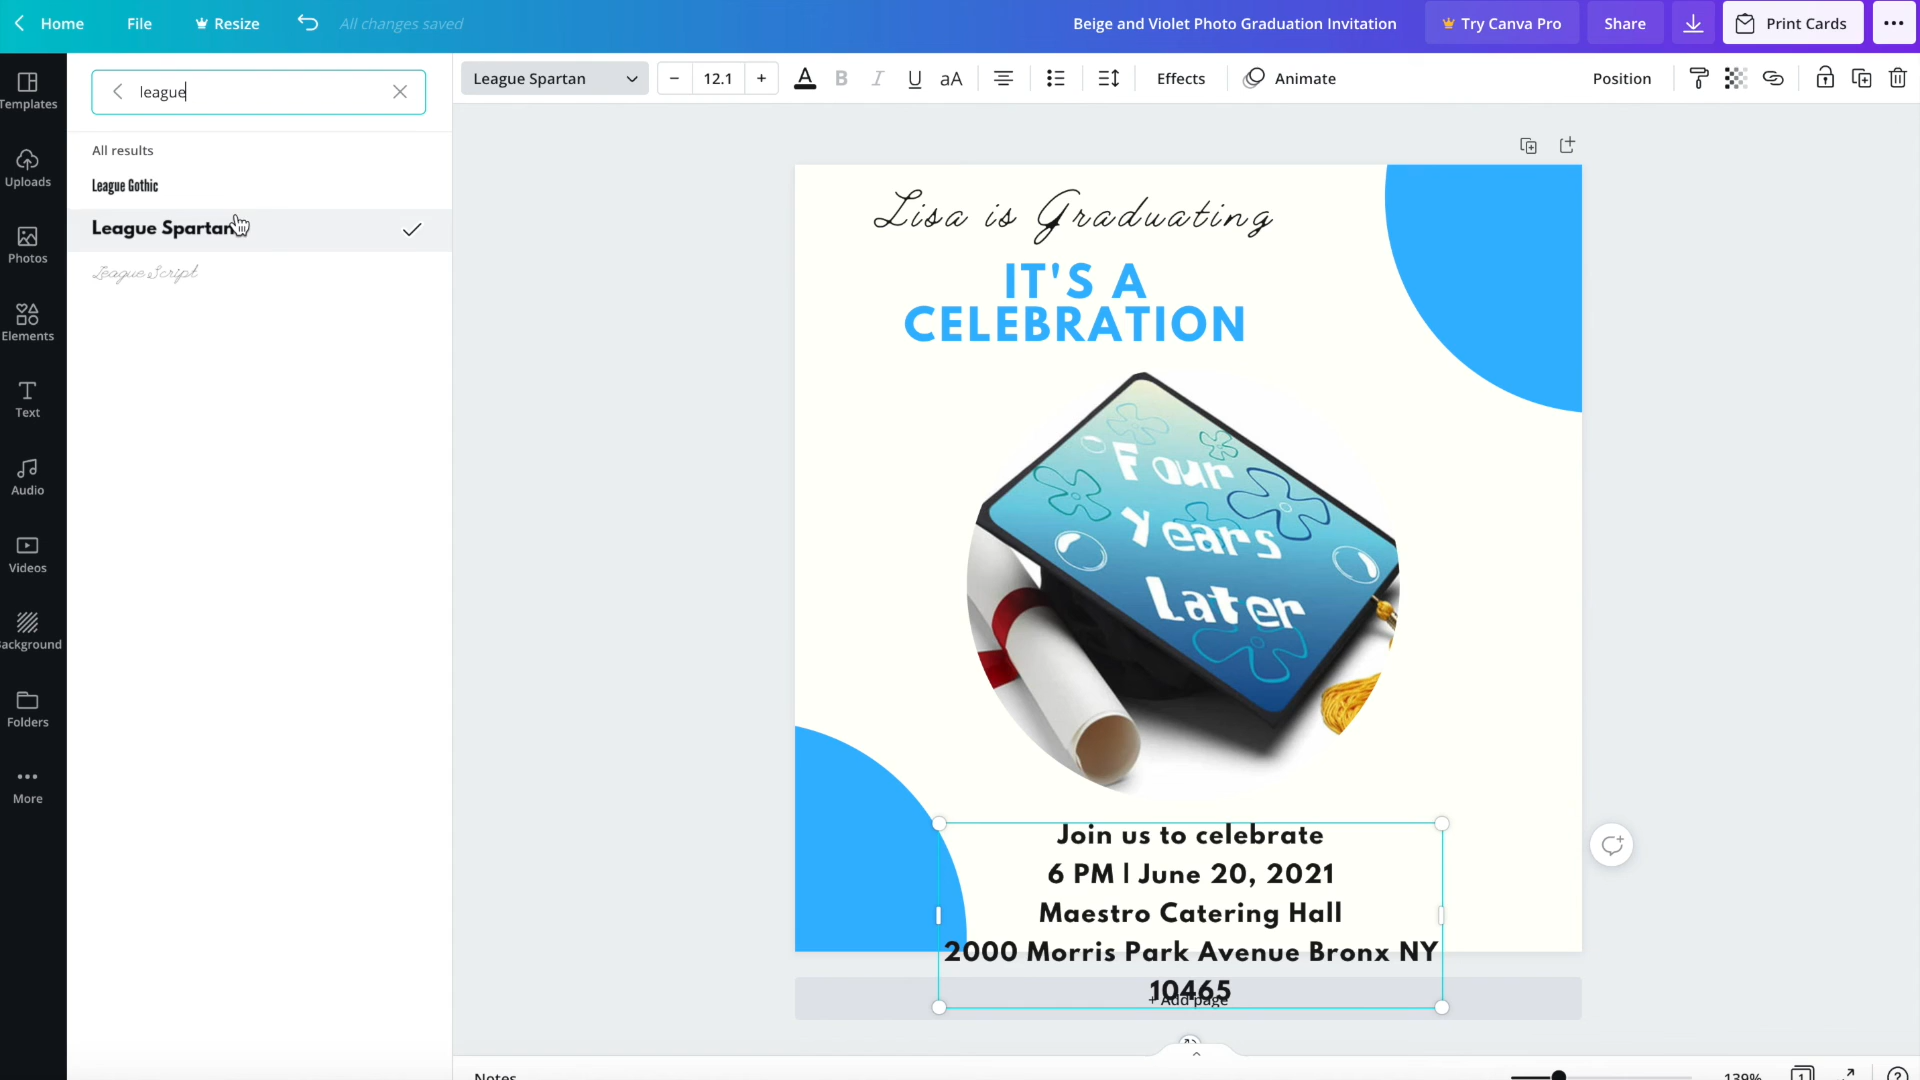 Home File Resize All changes saved Beige and Violet Photo Graduation Invitation Try Canva Pro Share Print Cards
league
League Spartan 12.1 B I U aA Effects Animate Position
Templates
Uploads
Photos
Elements
Text
Audio
Videos
Background
Folders
More
All results
League Gothic
League Spartan
League Script
Lisa is Graduating
IT'S A
CELEBRATION
Four
Years
Later
Join us to celebrate
6 PM | June 20, 2021
Maestro Catering Hall
2000 Morris Park Avenue Bronx NY
10465
+ Add page
Notes 139% 1 ?